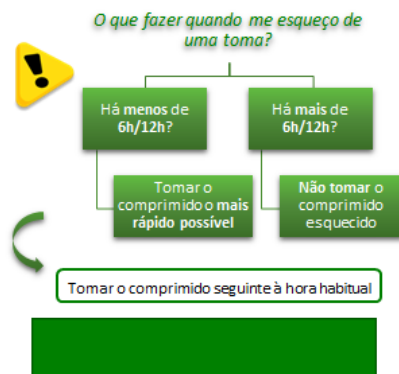 O que fazer quando me esqueço de
uma toma?
Há menos de
6h/12h?
Há mais de
6h/12h?
Tomar o
comprimido o mais
rápido possível
Não tomar o
comprimido
esquecido
Tomar o comprimido seguinte à hora habitual